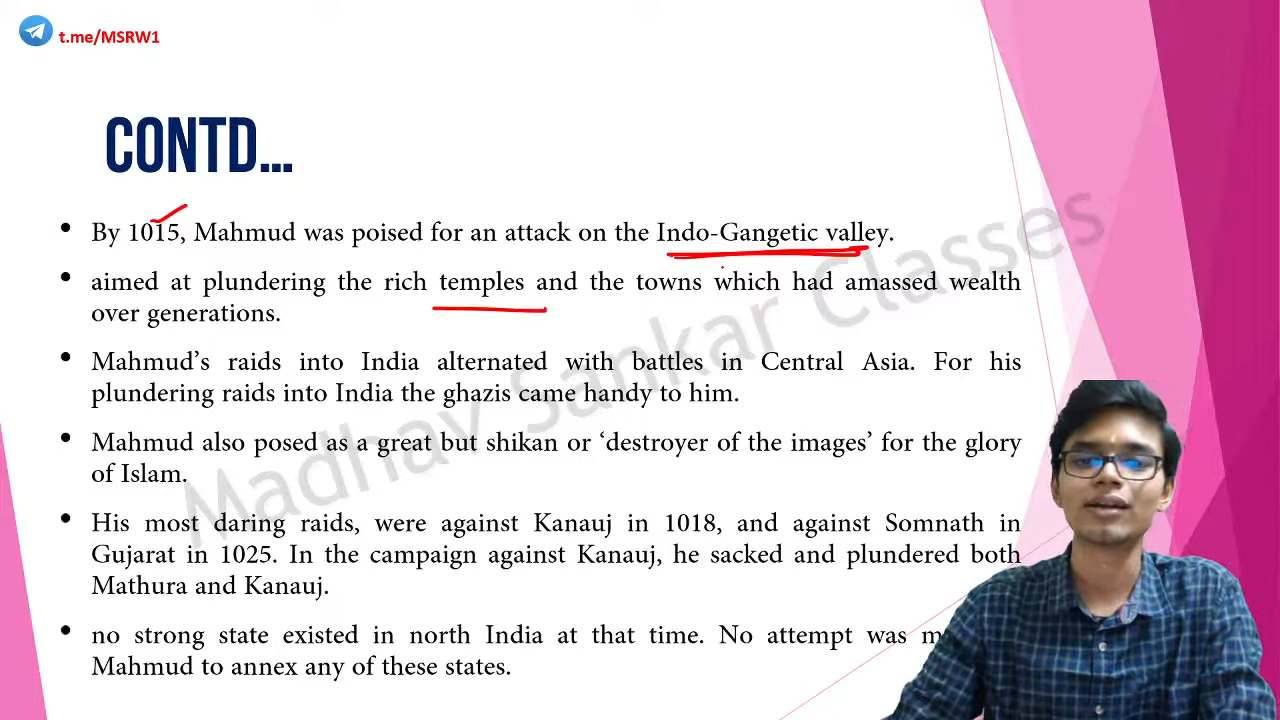 t.me/MSRW1
CONTD...
• By 1015, Mahmud was poised for an attack on the Indo-Gangetic valley.
• aimed at plundering the rich temples and the towns which had amassed wealth
over generations.
• Mahmud's raids into India alternated with battles in Central Asia. For his
plundering raids into India the ghazis came handy to him.
• Mahmud also posed as a great but shikan or ‘destroyer of the images’ for the glory
of Islam.
• His most daring raids, were against Kanauj in 1018, and against Somnath in
Gujarat in 1025. In the campaign against Kanauj, he sacked and plundered both
Mathura and Kanauj.
• no strong state existed in north India at that time. No attempt was
Mahmud to annex any of these states.
Madhav Sankar Classes